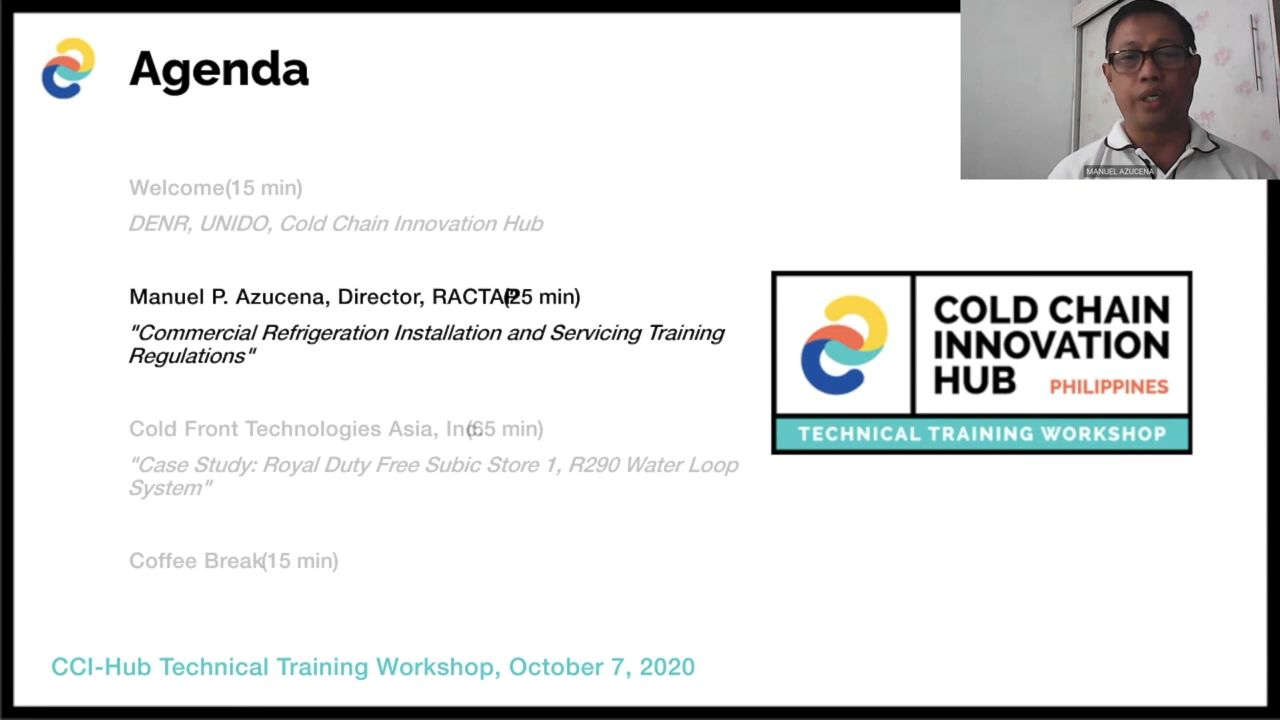 Agenda
MANUEL AZUCENA
Welcome(15 min)
DENR, UNIDO, Cold Chain Innovation Hub
Manuel P. Azucena, Director, RACTAP(25 min)
"Commercial Refrigeration Installation and Servicing Training
Regulations"
Cold Front Technologies Asia, Inc.(65 min)
"Case Study: Royal Duty Free Subic Store 1, R290 Water Loop
System"
Coffee Break(15 min)
COLD CHAIN
INNOVATION
HUB PHILIPPINES
TECHNICAL TRAINING WORKSHOP
CCI-Hub Technical Training Workshop, October 7, 2020